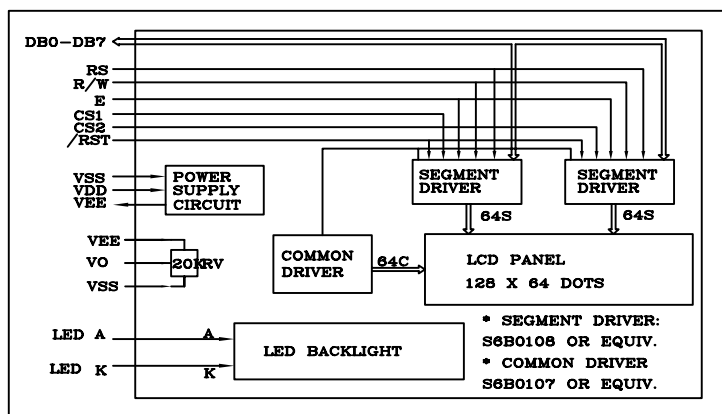 DB0-DB7
RS
R/W
E
CS1
CS2
/RST
VSS
VDD
VEE
POWER
SUPPLY
CIRCUIT
SEGMENT
DRIVER
SEGMENT
DRIVER
64S
64S
VEE
VO
VSS
20K
RV
COMMON
DRIVER
64C
LCD PANEL
128 X 64 DOTS
LED A
A
LED K
K
LED BACKLIGHT
* SEGMENT DRIVER:
S6B0108 OR EQUIV.
* COMMON DRIVER
S6B0107 OR EQUIV.